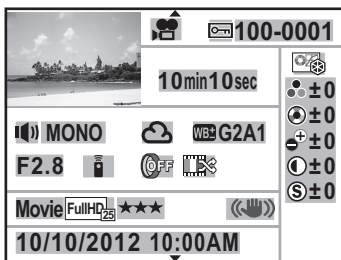 100-0001
10min10sec
±0
MONO
WB± G2A1
±0
±0
F2.8
OFF
±0
Movie FullHD 25
S ±0
10/10/2012 10:00AM